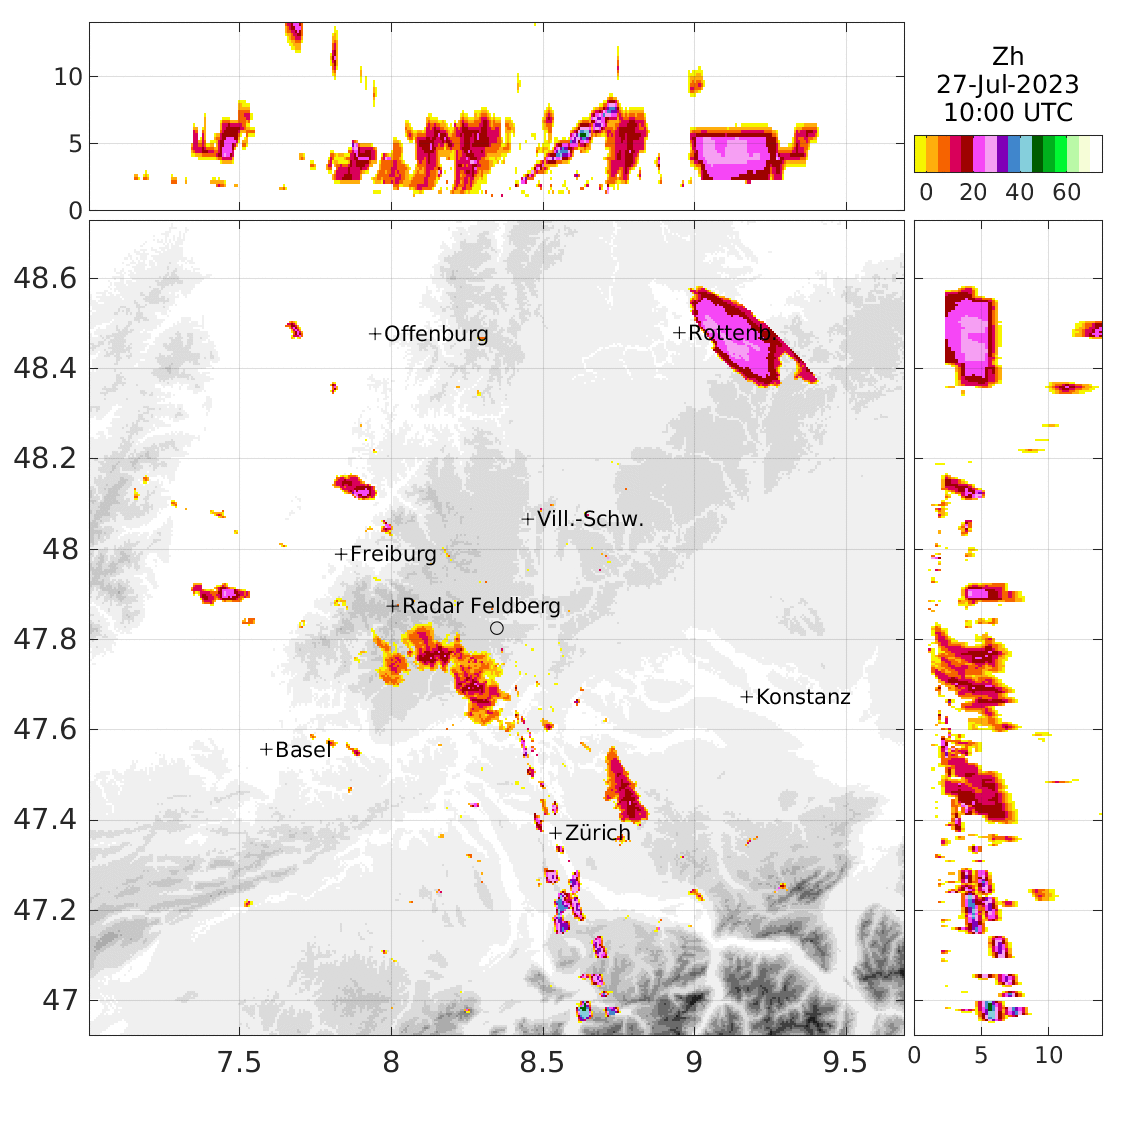 10
5
0
Zh
27-Jul-2023
10:00 UTC
0 20 40 60
48.6
48.4
48.2
48
47.8
47.6
47.4
47.2
47
+Offenburg
+Rottenb
+Vill.-Schw.
+Freiburg
+Radar Feldberg
+Konstanz
+Basel
+Zürich
7.5 8 8.5 9 9.5
0 5 10